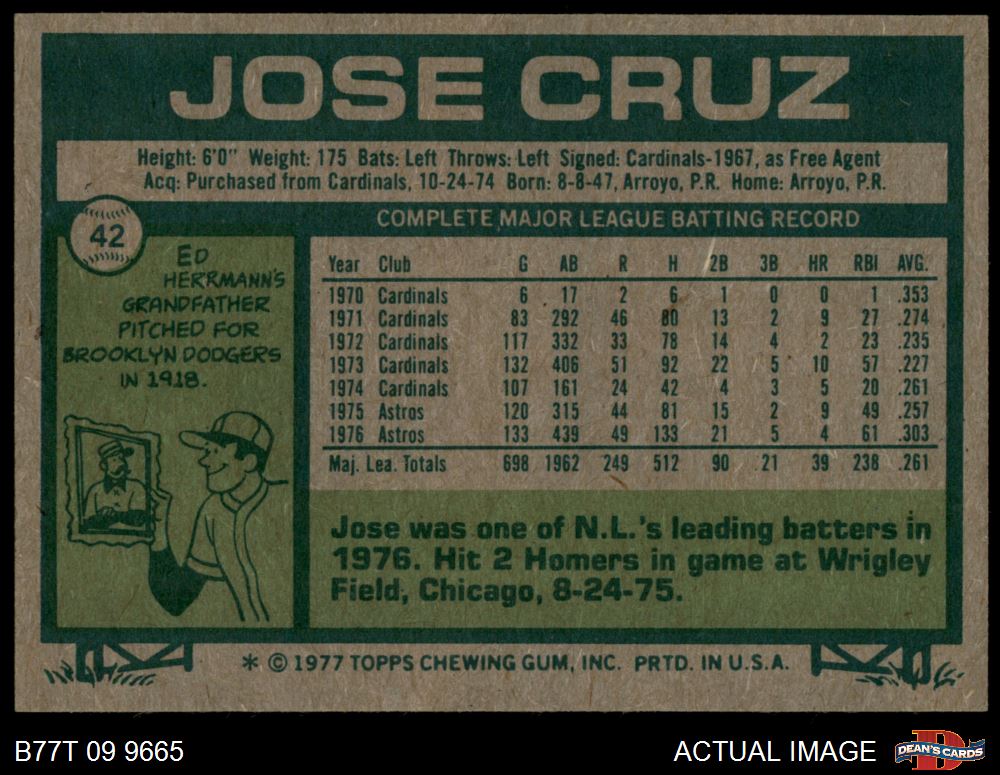 JOSE CRUZ
Height: 6'0" Weight: 175 Bats: Left Throws: Left Signed: Cardinals-1967, as Free Agent
Acq: Purchased from Cardinals, 10-24-74 Born: 8-8-47, Arroyo, P.R. Home: Arroyo, P.R.
42
ED
HERRMANN'S
GRANDFATHER
PITCHED FOR
BROOKLYN DODGERS
IN 1918.
COMPLETE MAJOR LEAGUE BATTING RECORD
Year Club G AB R H 2B 3B HR RBI AVG.
1970 Cardinals 6 17 2 6 1 0 0 1 .353
1971 Cardinals 83 292 46 80 13 2 9 27 .274
1972 Cardinals 117 332 33 78 14 4 2 23 .235
1973 Cardinals 132 406 51 92 22 5 10 57 .227
1974 Cardinals 107 161 24 42 4 3 5 20 .261
1975 Astros 120 315 44 81 15 2 9 49 .257
1976 Astros 133 439 49 133 21 5 4 61 .303
Maj. Lea. Totals 698 1962 249 512 90 21 39 238 .261
Jose was one of N.L.'s leading batters in
1976. Hit 2 Homers in game at Wrigley
Field, Chicago, 8-24-75.
* © 1977 TOPPS CHEWING GUM, INC. PRTD. IN U.S.A.
B77T 09 9665
ACTUAL IMAGE
D
DEAN'S CARDS